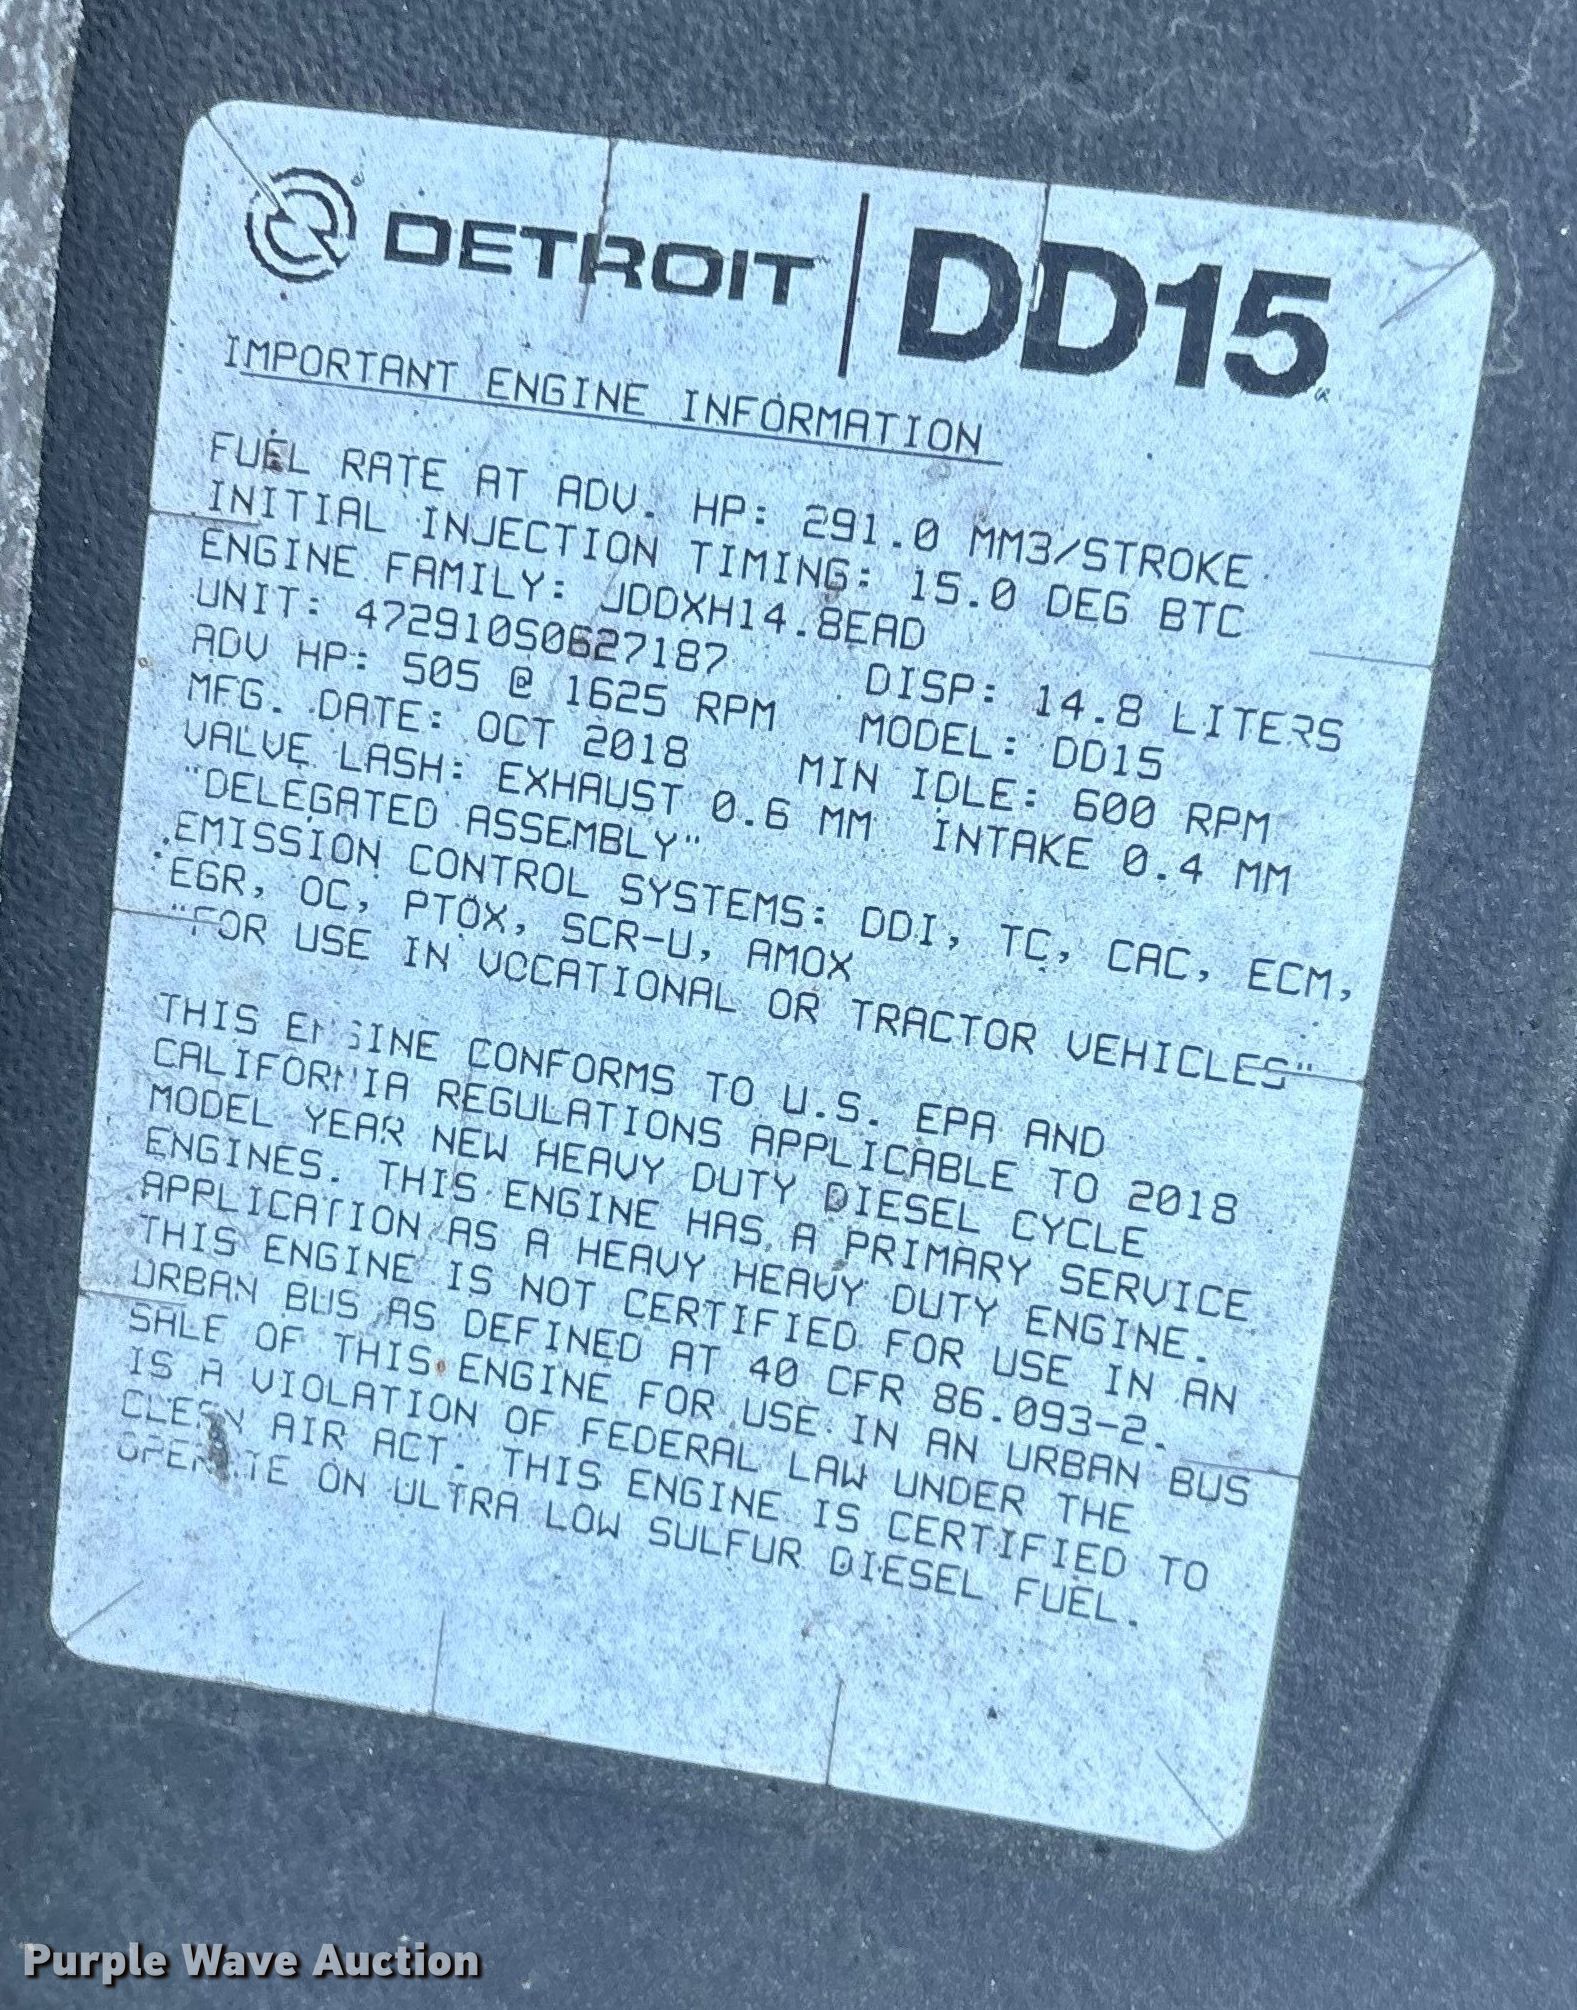 DETROIT DD15
IMPORTANT ENGINE INFORMATION
FUEL RATE AT ADV. HP: 291.0 MM3/STROKE
INITIAL INJECTION TIMING: 15.0 DEG BTC
ENGINE FAMILY: JDDXH14.8EAD
UNIT: 472910S0627187 DISP: 14.8 LITERS
ADV HP: 505 @ 1625 RPM MODEL: DD15
MFG. DATE: OCT 2018 MIN IDLE: 600 RPM
VALVE LASH: EXHAUST 0.6 MM INTAKE 0.4 MM
"DELEGATED ASSEMBLY"
EMISSION CONTROL SYSTEMS: DDI, TC, CAC, ECM,
EGR, OC, PTOX, SCR-U, AMOX
"FOR USE IN VOCATIONAL OR TRACTOR VEHICLES"
THIS ENGINE CONFORMS TO U.S. EPA AND
CALIFORNIA REGULATIONS APPLICABLE TO 2018
MODEL YEAR NEW HEAVY DUTY DIESEL CYCLE
ENGINES. THIS ENGINE HAS A PRIMARY SERVICE
APPLICATION AS A HEAVY HEAVY DUTY ENGINE.
THIS ENGINE IS NOT CERTIFIED FOR USE IN AN
URBAN BUS AS DEFINED AT 40 CFR 86.093-2.
SALE OF THIS ENGINE FOR USE IN AN URBAN BUS
IS A VIOLATION OF FEDERAL LAW UNDER THE
CLEAN AIR ACT. THIS ENGINE IS CERTIFIED TO
OPERATE ON ULTRA LOW SULFUR DIESEL FUEL.
Purple Wave Auction